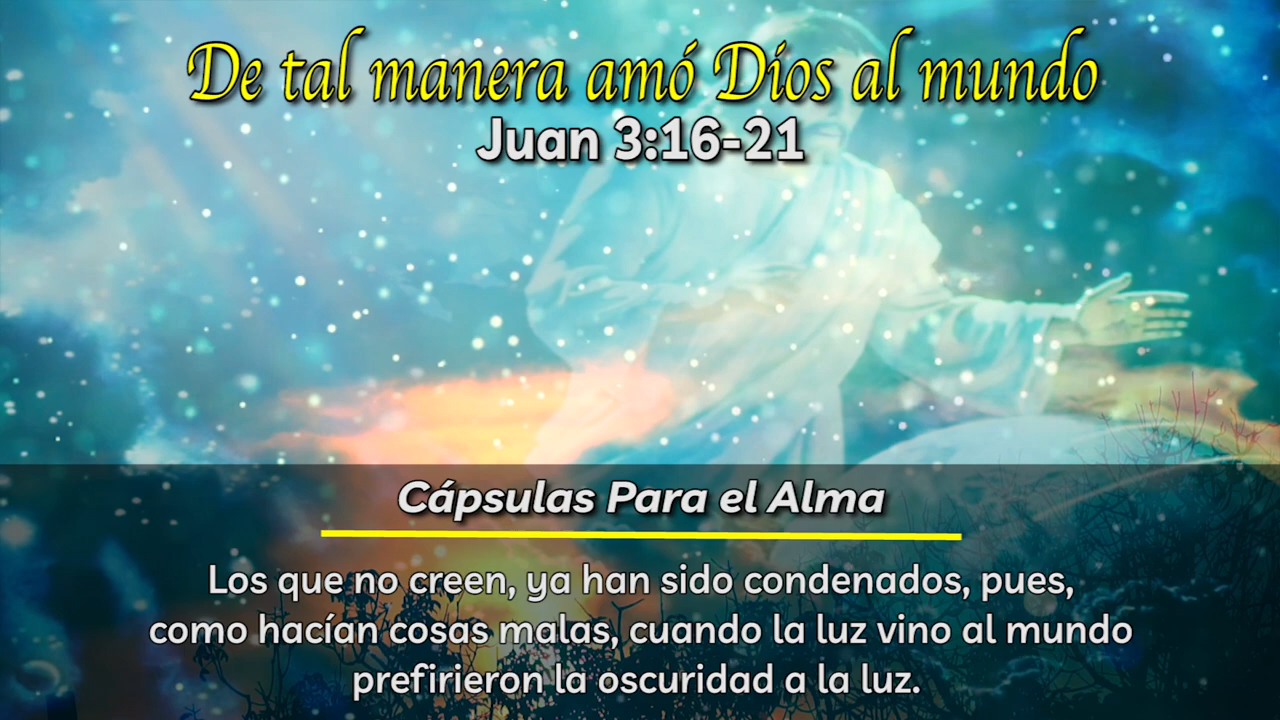 De tal manera amó Dios al mundo
Juan 3:16-21
Cápsulas Para el Alma
Los que no creen, ya han sido condenados, pues,
como hacían cosas malas, cuando la luz vino al mundo
prefirieron la oscuridad a la luz.